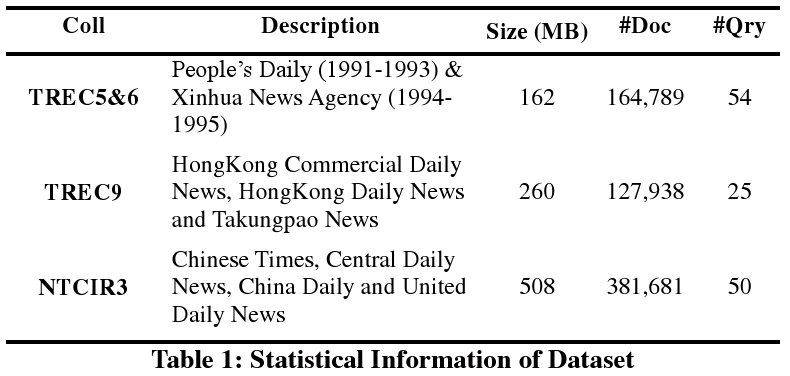 Coll Description Size (MB) #Doc #Qry
People's Daily (1991-1993) &
TREC5&6 Xinhua News Agency (1994- 162 164,789 54
1995)
HongKong Commercial Daily
TREC9 News, HongKong Daily News 260 127,938 25
and Takungpao News
Chinese Times, Central Daily
NTCIR3 News, China Daily and United 508 381,681 50
Daily News
Table 1: Statistical Information of Dataset